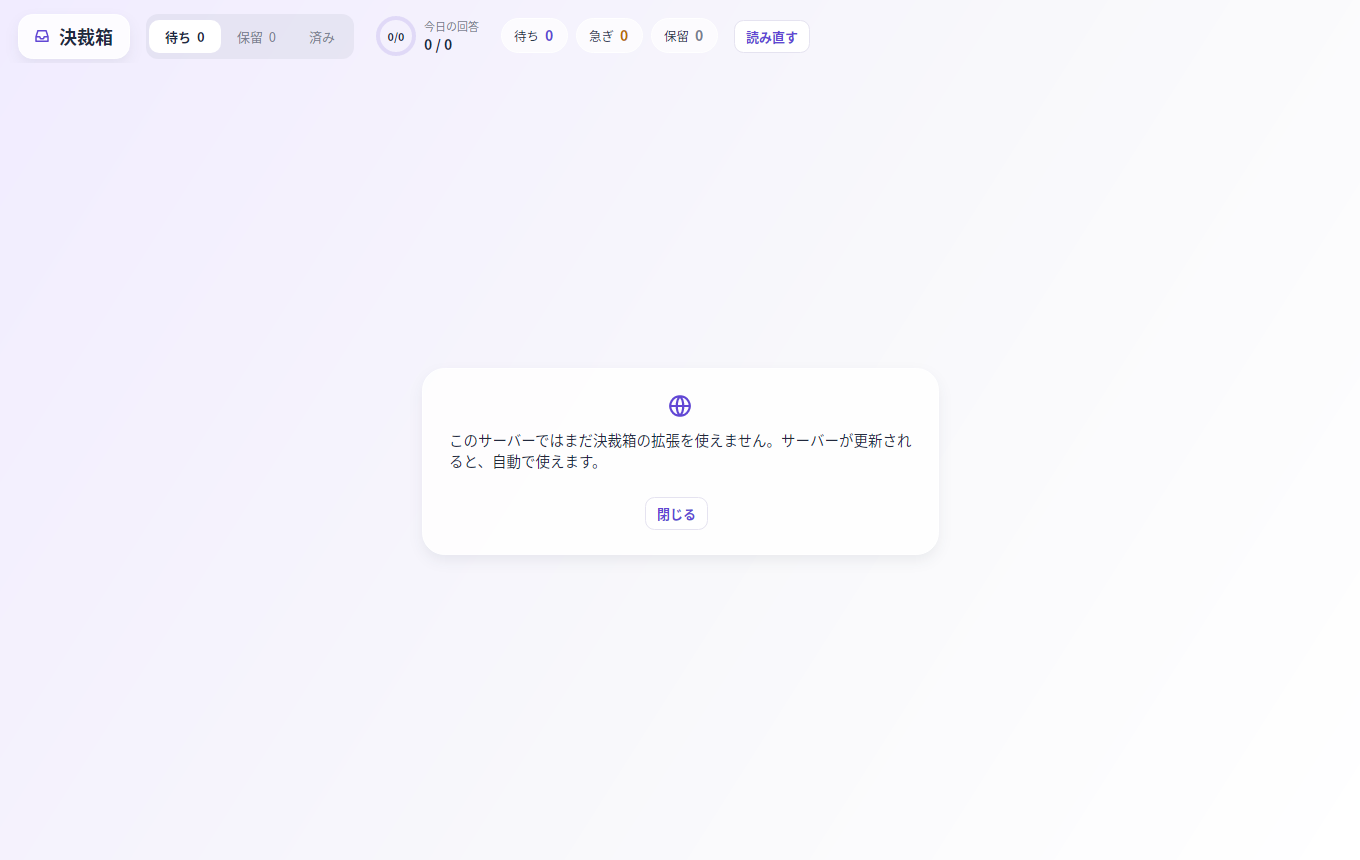 決裁箱
待ち 0 保留 0 済み
0/0
今日の回答
0 / 0
待ち 0 急ぎ 0 保留 0
読み直す
このサーバーではまだ決裁箱の拡張を使えません。サーバーが更新され
ると、自動で使えます。
閉じる